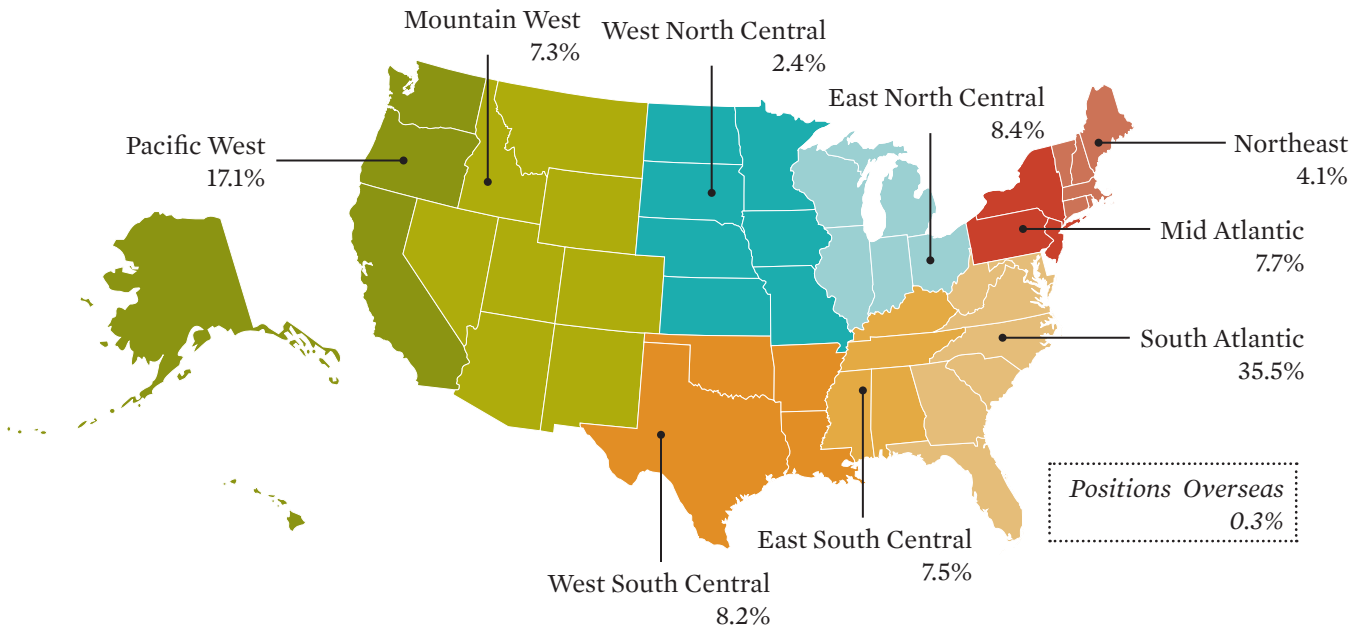 Mountain West
7.3%
West North Central
2.4%
East North Central
8.4%
Pacific West
17.1%
Northeast
4.1%
Mid Atlantic
7.7%
South Atlantic
35.5%
Positions Overseas
0.3%
East South Central
7.5%
West South Central
8.2%